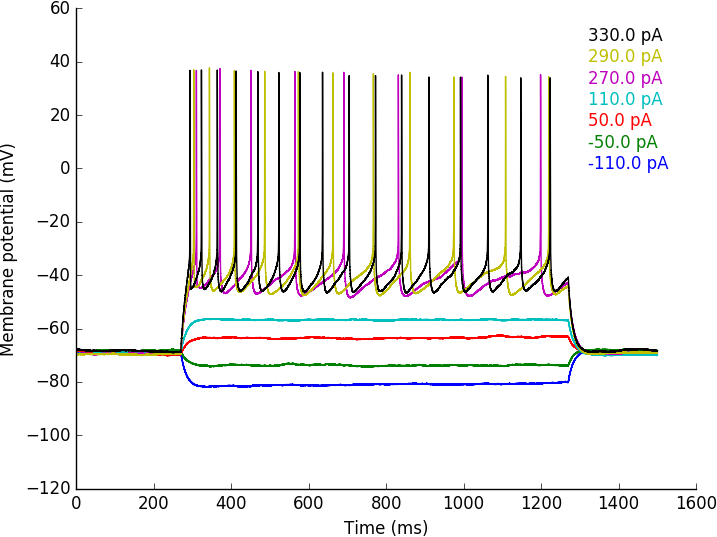 60
40
20
0
−20
−40
−60
−80
−100
−120
Membrane potential (mV)
330.0 pA
290.0 pA
270.0 pA
110.0 pA
50.0 pA
-50.0 pA
-110.0 pA
0 200 400 600 800 1000 1200 1400 1600
Time (ms)